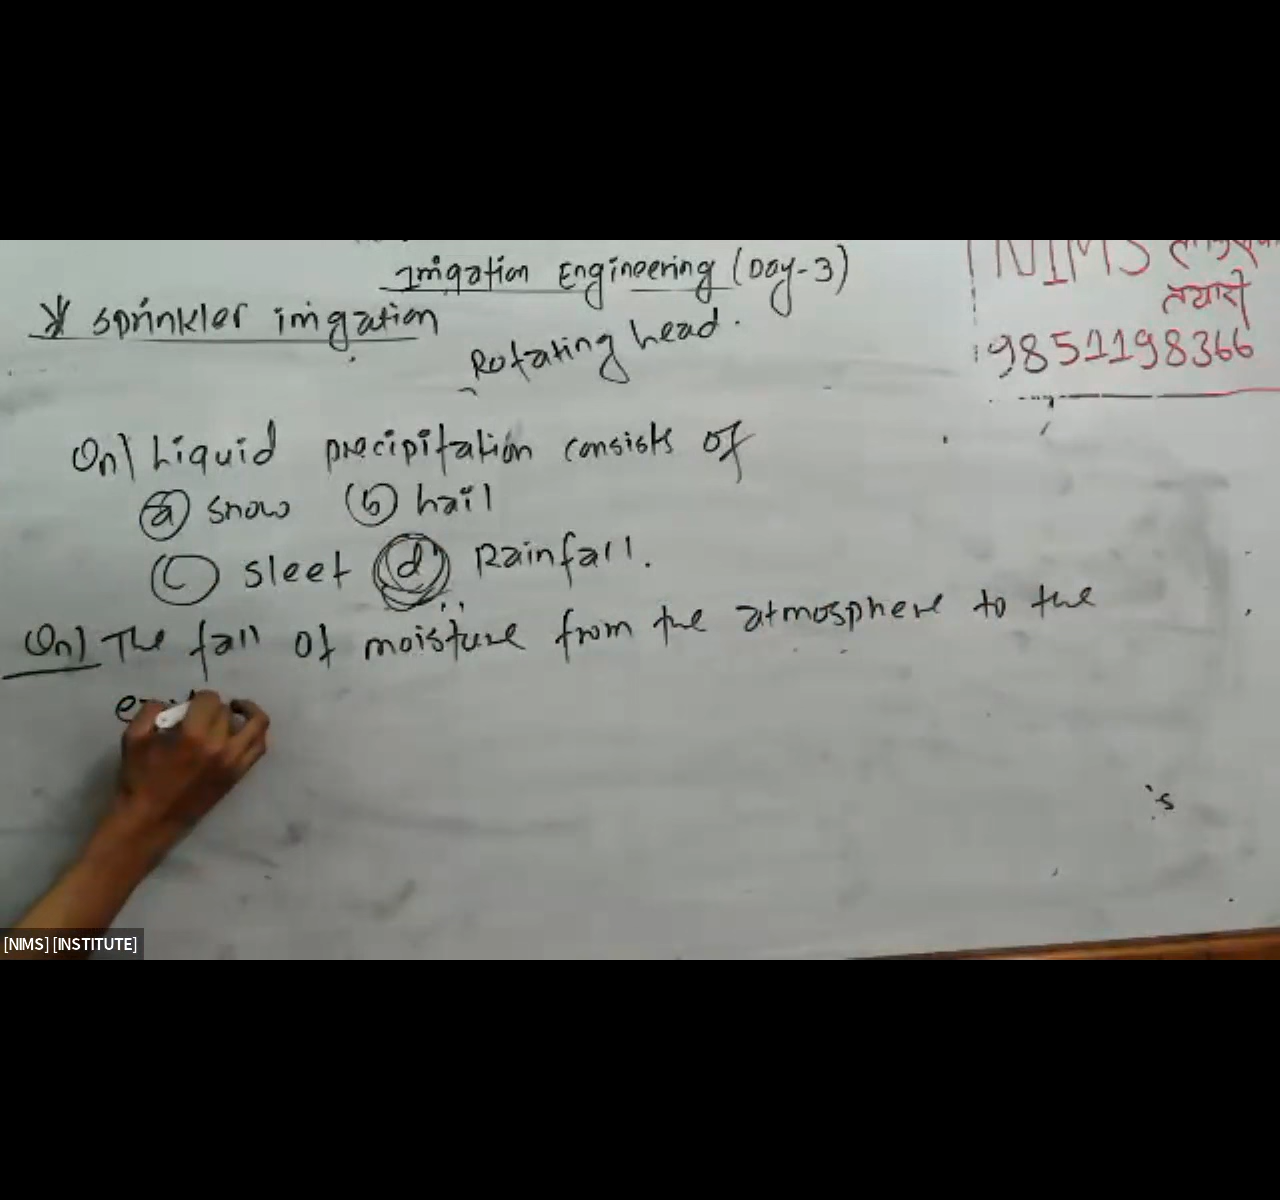 Irrigation Engineering (Day-3)
* Sprinkler irrigation
Rotating head.
NIMS
तयारी
9851198366
Qn) Liquid precipitation consists of
(a) snow (b) hail
(c) sleet (d) Rainfall.
Qn) The fall of moisture from the atmosphere to the
's
[NIMS] [INSTITUTE]